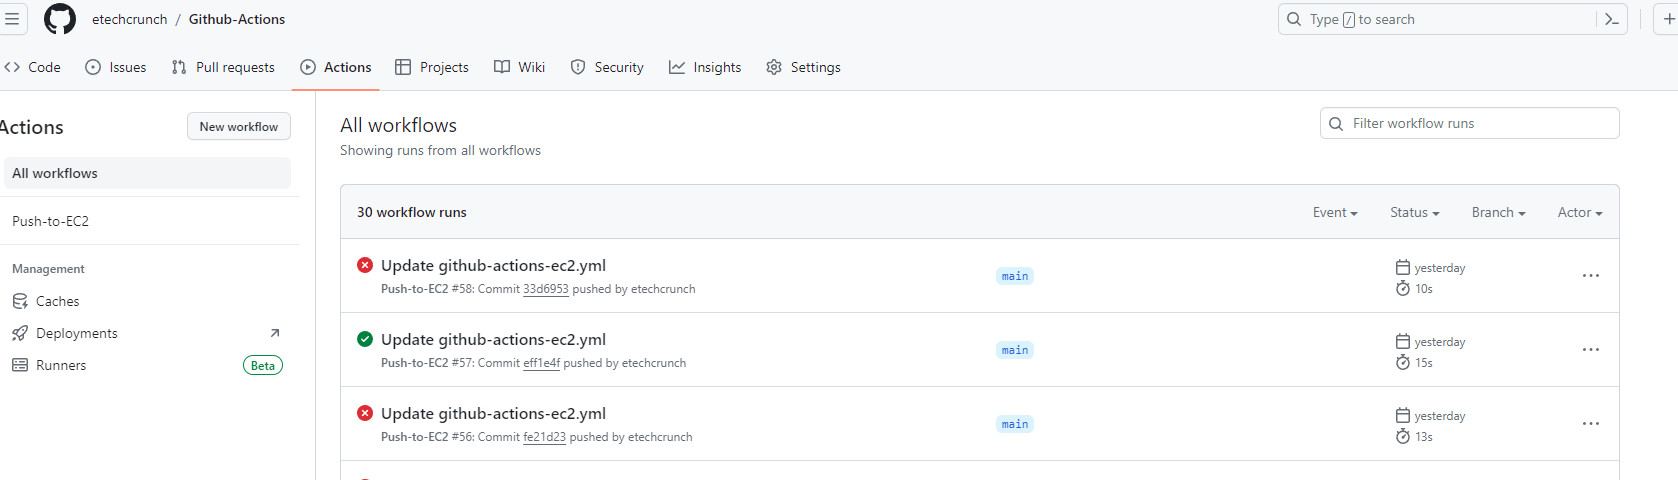 etechcrunch / Github-Actions
Type / to search
Code Issues Pull requests Actions Projects Wiki Security Insights Settings
Actions
New workflow
All workflows
Push-to-EC2
Management
Caches
Deployments
Runners Beta
All workflows
Showing runs from all workflows
Filter workflow runs
30 workflow runs Event Status Branch Actor
Update github-actions-ec2.yml
Push-to-EC2 #58: Commit 33d6953 pushed by etechcrunch
main
yesterday
10s
Update github-actions-ec2.yml
Push-to-EC2 #57: Commit eff1e4f pushed by etechcrunch
main
yesterday
15s
Update github-actions-ec2.yml
Push-to-EC2 #56: Commit fe21d23 pushed by etechcrunch
main
yesterday
13s